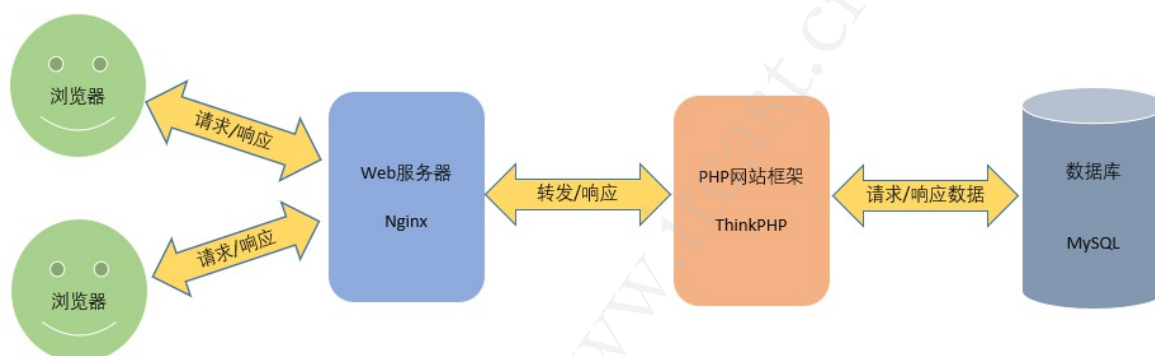 浏览器
请求/响应
浏览器
请求/响应
Web服务器
Nginx
转发/响应
PHP网站框架
ThinkPHP
请求/响应数据
数据库
MySQL